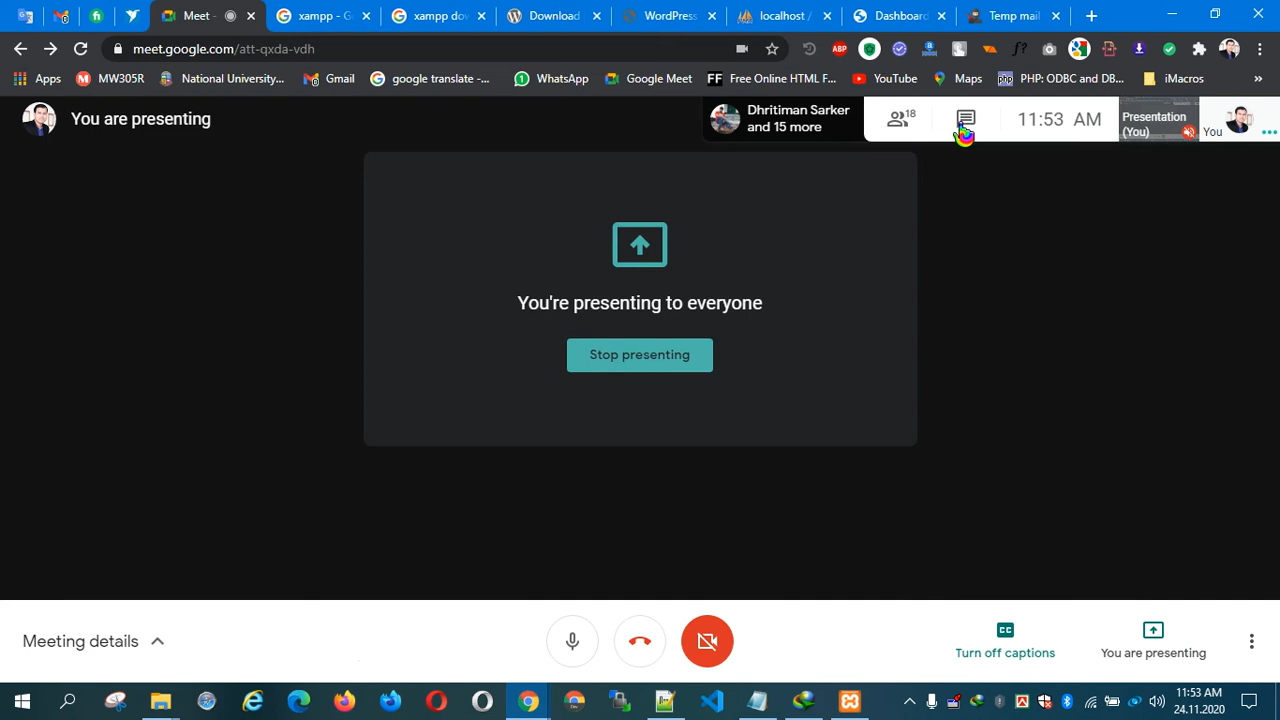 Meet -
xampp - G
xampp do
Download
WordPress
localhost /
Dashboard
Temp mail
meet.google.com/att-qxda-vdh
ABP
f?
Apps
MW305R
National University...
Gmail
google translate -...
WhatsApp
Google Meet
FF Free Online HTML F...
YouTube
Maps
php PHP: ODBC and DB...
iMacros
»
You are presenting
Dhritiman Sarker
and 15 more
18
11:53 AM
Presentation
(You)
You
You're presenting to everyone
Stop presenting
Meeting details
CC
Turn off captions
You are presenting
Dev
11:53 AM
24.11.2020